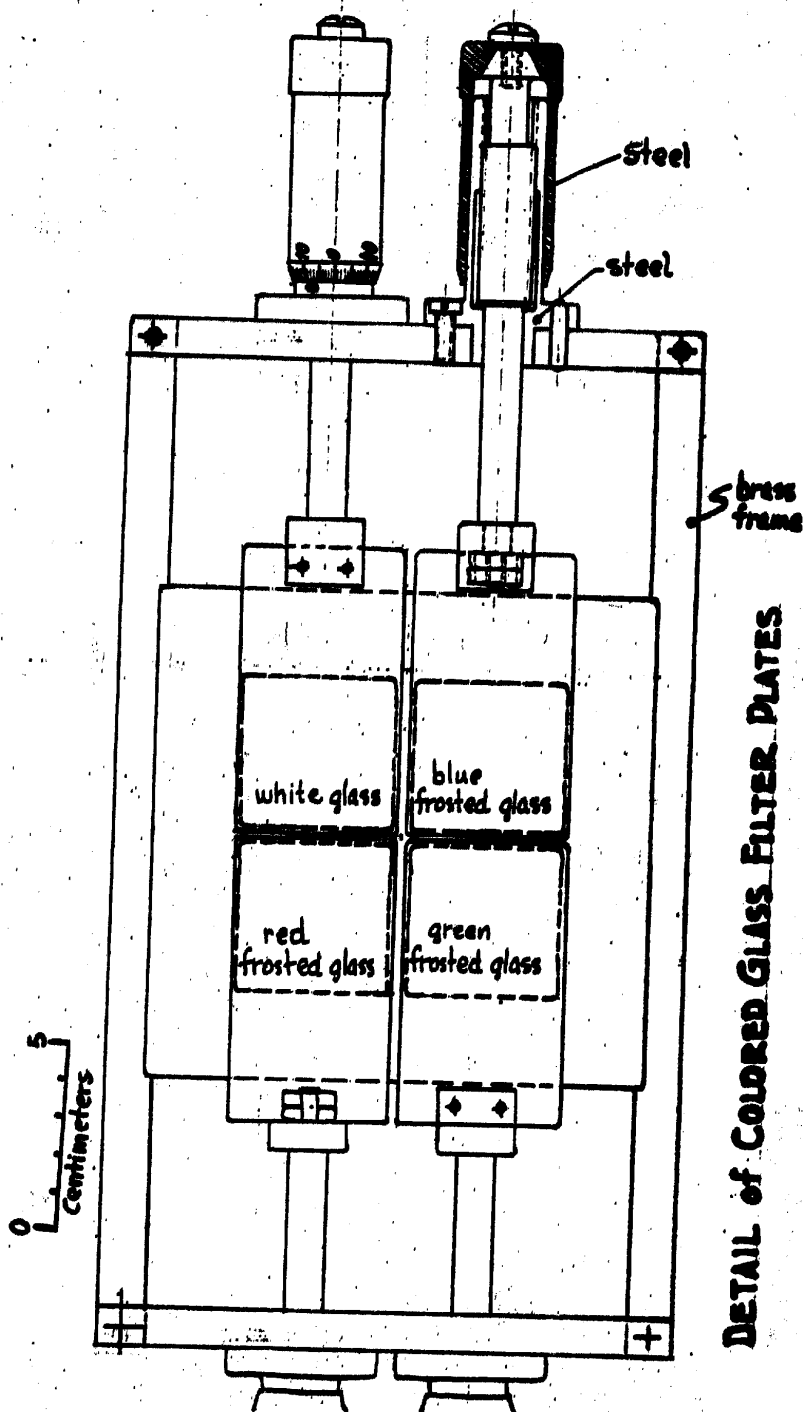 steel
steel
brass
frame
white glass
blue
frosted glass
red
frosted glass
green
frosted glass
5
0
Centimeters
DETAIL of COLORED GLASS FILTER PLATES